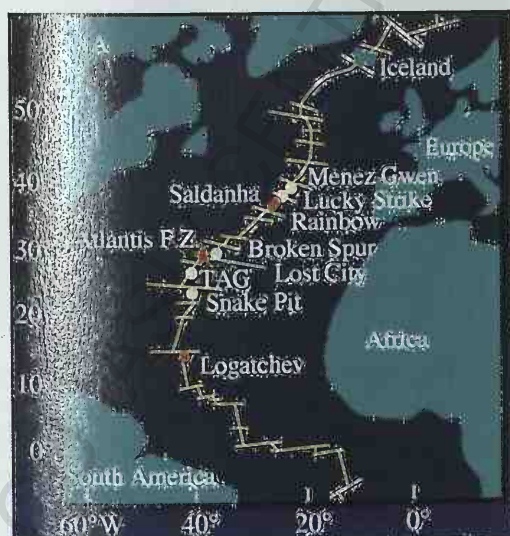 Iceland
50°
Europe
40°
Menez Gwen
Saldanha
Lucky Strike
Rainbow
Atlantis F.Z.
30
Broken Spur
Lost City
TAG
Snake Pit
20
Africa
Logatchev
10
0°
South America
60°W
40°
20°
0°